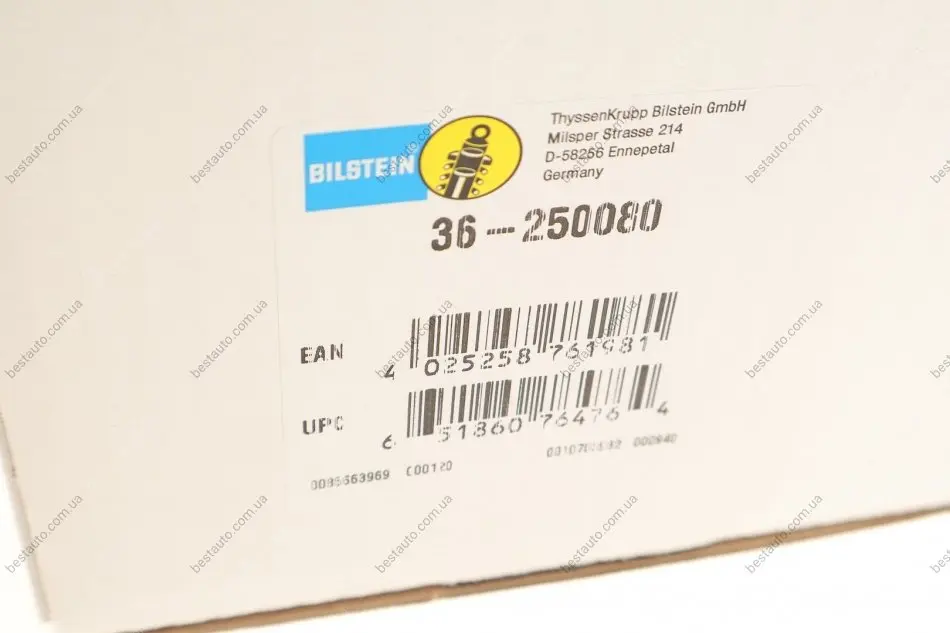 BILSTEIN
ThyssenKrupp Bilstein GmbH
Milsper Strasse 214
D-58256 Ennepetal
Germany
36-250080
EAN
4 025258 761981
UPC
6 51860 76476 4
C00120
000940
bestauto.com.ua